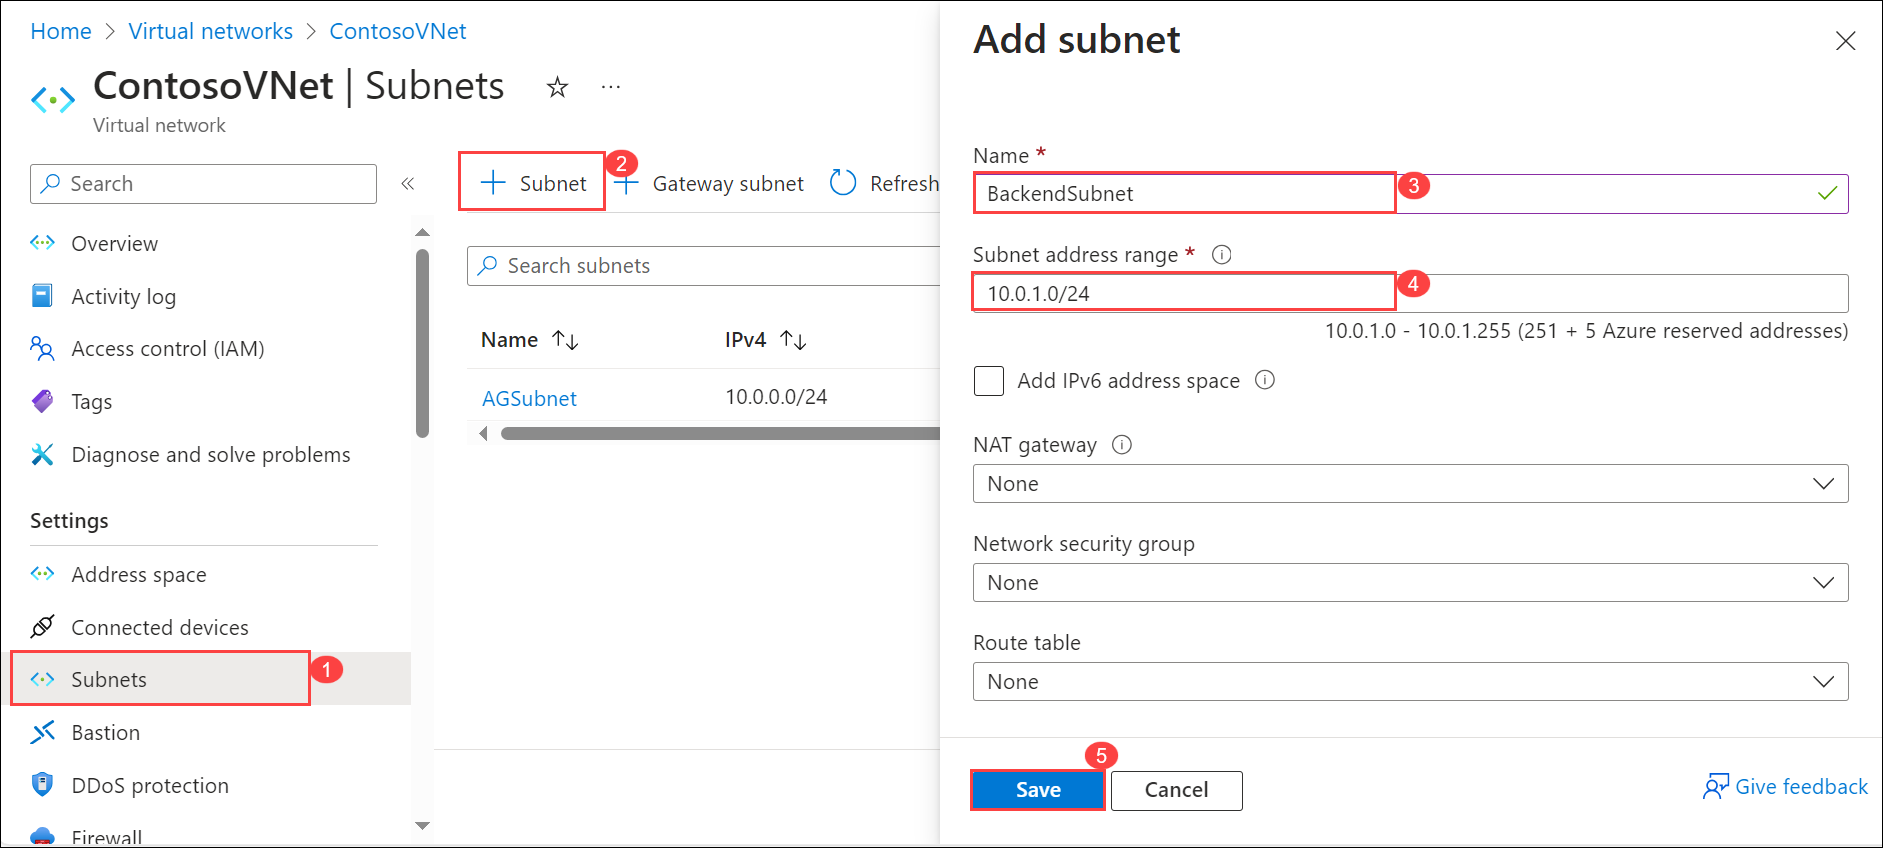 Home > Virtual networks > ContosoVNet
ContosoVNet | Subnets ...
Virtual network
Search
«
Overview
Activity log
Access control (IAM)
Tags
Diagnose and solve problems
Settings
Address space
Connected devices
Subnets
1
Bastion
DDoS protection
Firewall
+ Subnet
2
+ Gateway subnet
Refresh
Search subnets
Name ↑↓ IPv4 ↑↓
AGSubnet 10.0.0.0/24
Add subnet
Name *
BackendSubnet
3
Subnet address range *
10.0.1.0/24
4
10.0.1.0 - 10.0.1.255 (251 + 5 Azure reserved addresses)
Add IPv6 address space
NAT gateway
None
Network security group
None
Route table
None
5
Save
Cancel
Give feedback